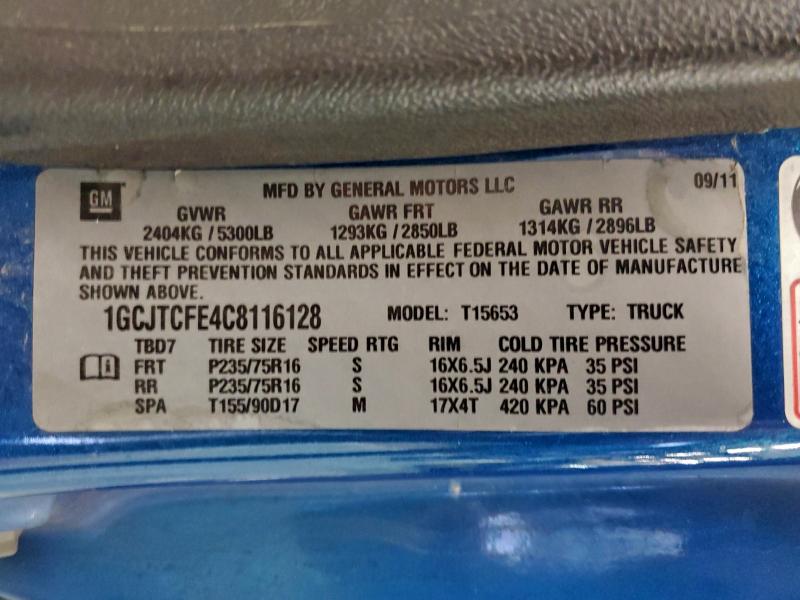 GM
MFD BY GENERAL MOTORS LLC
09/11
GVWR GAWR FRT GAWR RR
2404KG / 5300LB 1293KG / 2850LB 1314KG / 2896LB
THIS VEHICLE CONFORMS TO ALL APPLICABLE FEDERAL MOTOR VEHICLE SAFETY
AND THEFT PREVENTION STANDARDS IN EFFECT ON THE DATE OF MANUFACTURE
SHOWN ABOVE.
1GCJTCFE4C8116128 MODEL: T15653 TYPE: TRUCK
TBD7 TIRE SIZE SPEED RTG RIM COLD TIRE PRESSURE
FRT P235/75R16 S 16X6.5J 240 KPA 35 PSI
RR P235/75R16 S 16X6.5J 240 KPA 35 PSI
SPA T155/90D17 M 17X4T 420 KPA 60 PSI